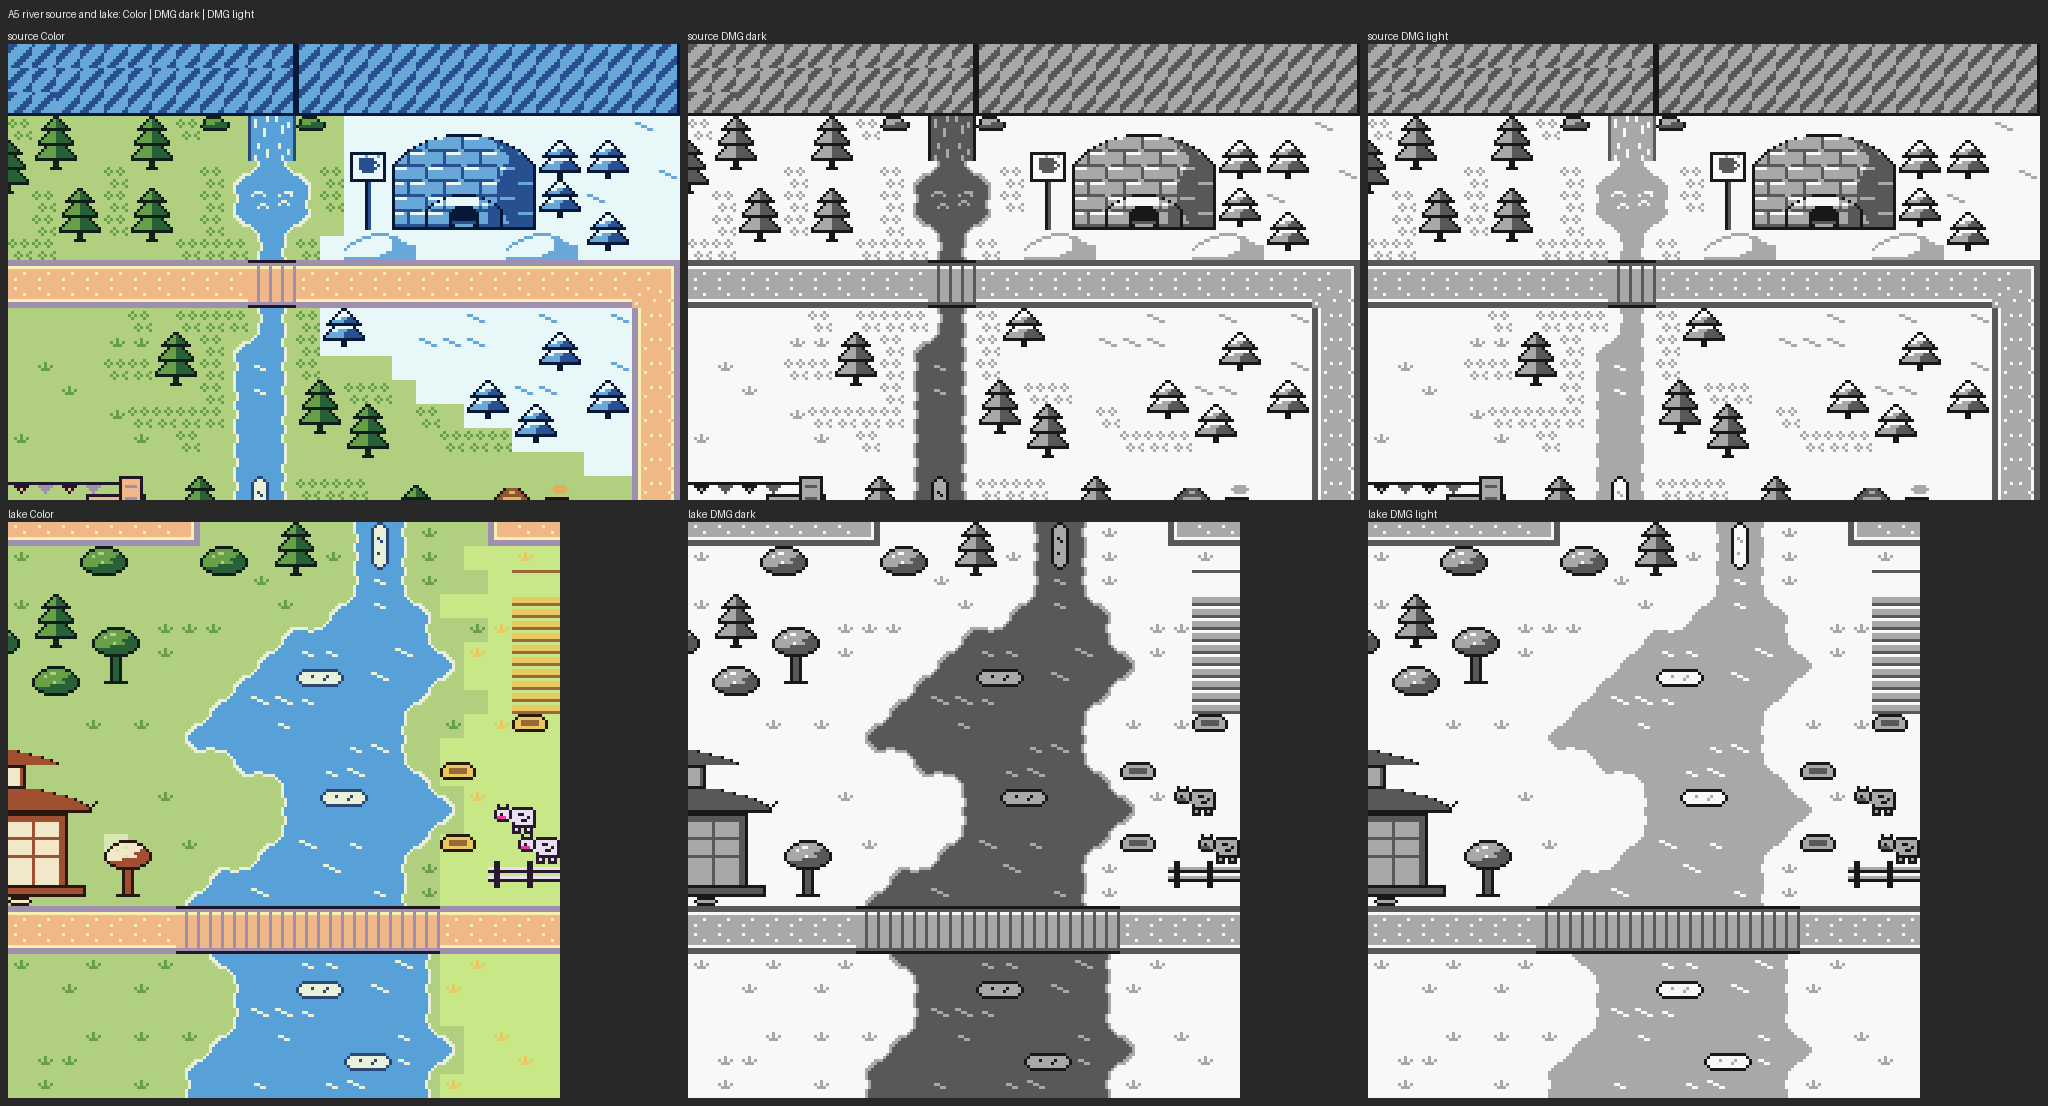 A5 river source and lake: Color | DMG dark | DMG light
source Color
source DMG dark
source DMG light
lake Color
lake DMG dark
lake DMG light